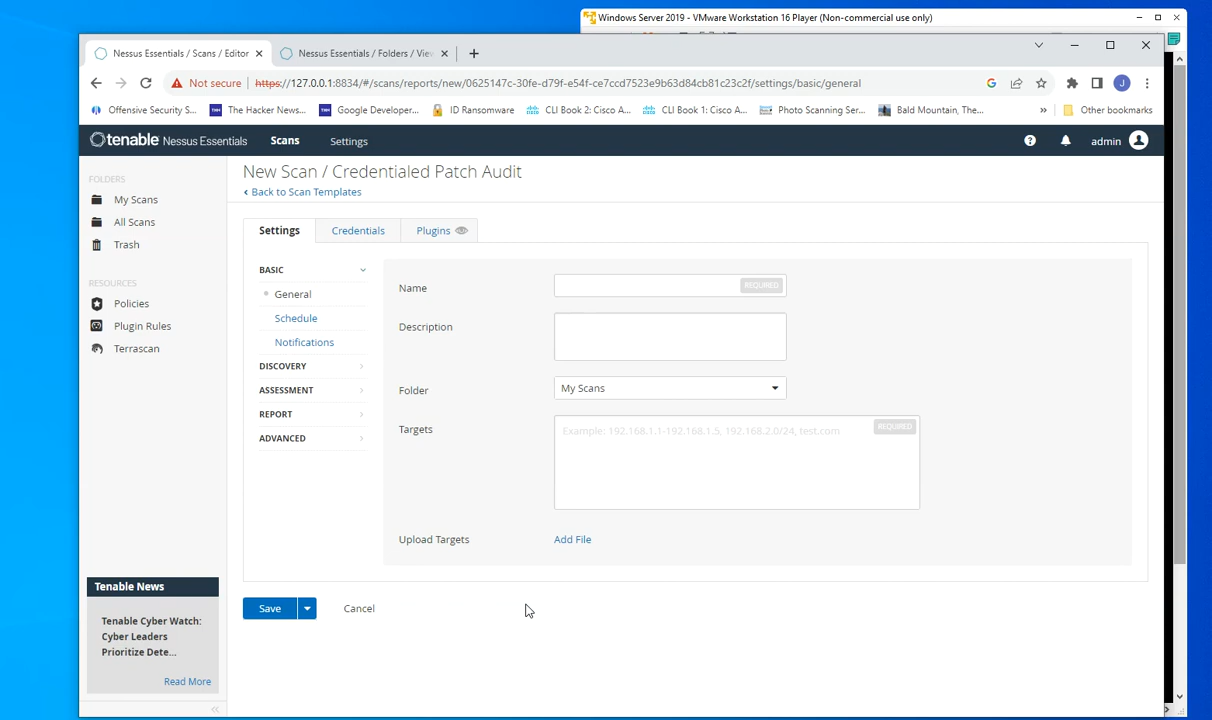 Windows Server 2019 - VMware Workstation 16 Player (Non-commercial use only)
Nessus Essentials / Scans / Editor
Nessus Essentials / Folders / View
Not secure https://127.0.0.1:8834/#/scans/reports/new/0625147c-30fe-d79f-e54f-ce7ccd7523e9b63d84cb81c23c2f/settings/basic/general
J
Offensive Security S... The Hacker News... Google Developer... ID Ransomware CLI Book 2: Cisco A... CLI Book 1: Cisco A... Photo Scanning Ser... Bald Mountain, The... » Other bookmarks
tenable Nessus Essentials Scans Settings admin
FOLDERS
My Scans
All Scans
Trash
RESOURCES
Policies
Plugin Rules
Terrascan
Tenable News
Tenable Cyber Watch:
Cyber Leaders
Prioritize Dete...
Read More
New Scan / Credentialed Patch Audit
‹ Back to Scan Templates
Settings Credentials Plugins
BASIC
General
Schedule
Notifications
DISCOVERY
ASSESSMENT
REPORT
ADVANCED
Name REQUIRED
Description
Folder My Scans
Targets Example: 192.168.1.1-192.168.1.5, 192.168.2.0/24, test.com REQUIRED
Upload Targets Add File
Save Cancel